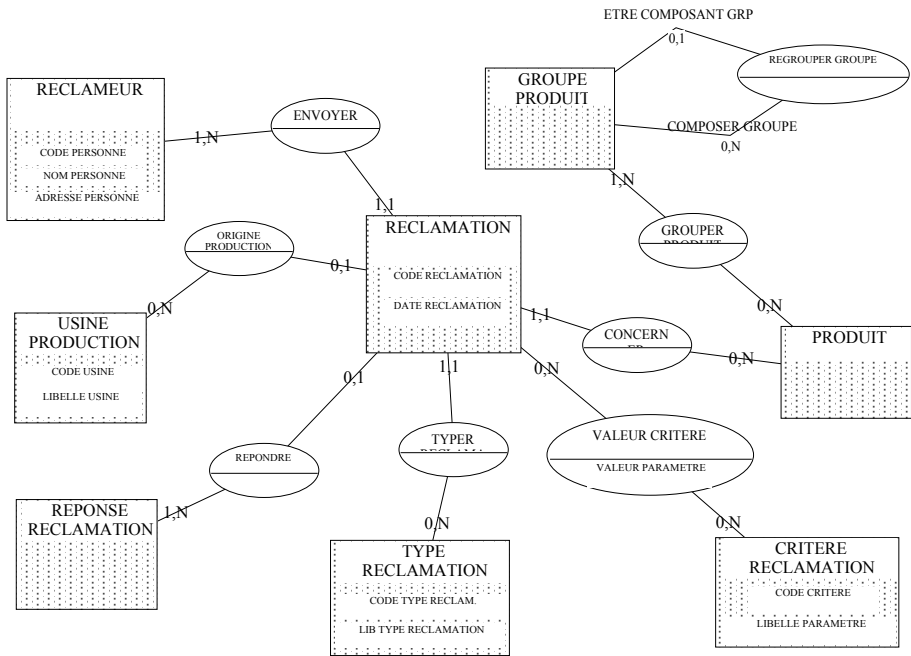 ETRE COMPOSANT GRP
0,1
REGROUPER GROUPE
GROUPE
PRODUIT
COMPOSER GROUPE
0,N
1,N
RECLAMEUR
CODE PERSONNE
NOM PERSONNE
ADRESSE PERSONNE
1,N
ENVOYER
1,1
ORIGINE
PRODUCTION
0,1
0,N
RECLAMATION
CODE RECLAMATION
DATE RECLAMATION
GROUPER
PRODUIT
0,N
USINE
PRODUCTION
CODE USINE
LIBELLE USINE
1,1
CONCERN
ER
0,N
PRODUIT
0,1
1,1
0,N
REPONDRE
TYPER
RECLAMA
VALEUR CRITERE
VALEUR PARAMETRE
REPONSE
RECLAMATION
1,N
0,N
0,N
TYPE
RECLAMATION
CODE TYPE RECLAM.
LIB TYPE RECLAMATION
CRITERE
RECLAMATION
CODE CRITERE
LIBELLE PARAMETRE